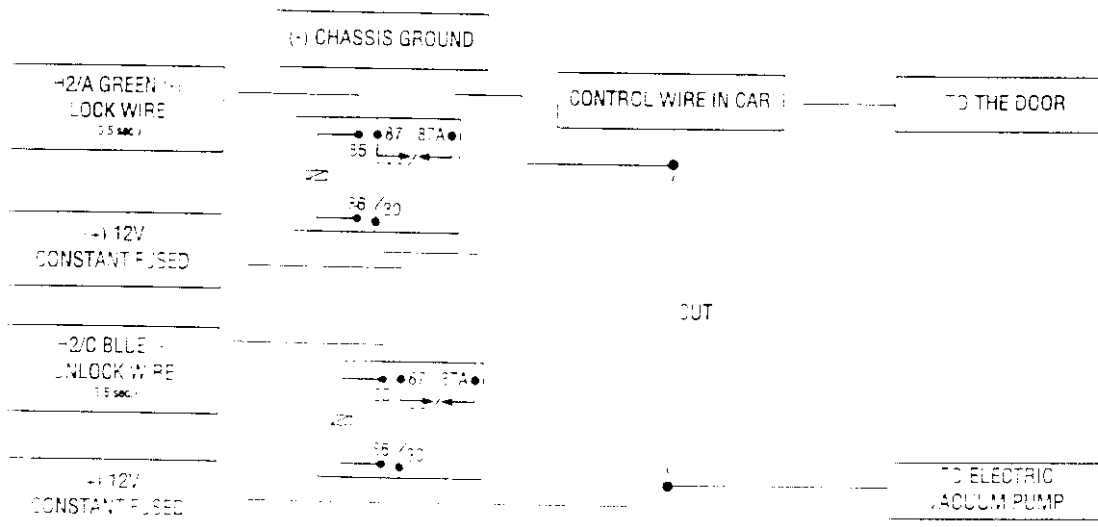 (-) CHASSIS GROUND
H2/A GREEN (-)
LOCK WIRE
CONTROL WIRE IN CAR
TO THE DOOR
87 87A
85
86 / 30
(+) 12V
CONSTANT FUSED
CUT
H2/C BLUE
UNLOCK WIRE
87 87A
85
86 / 30
(+) 12V
CONSTANT FUSED
TO ELECTRIC
VACUUM PUMP